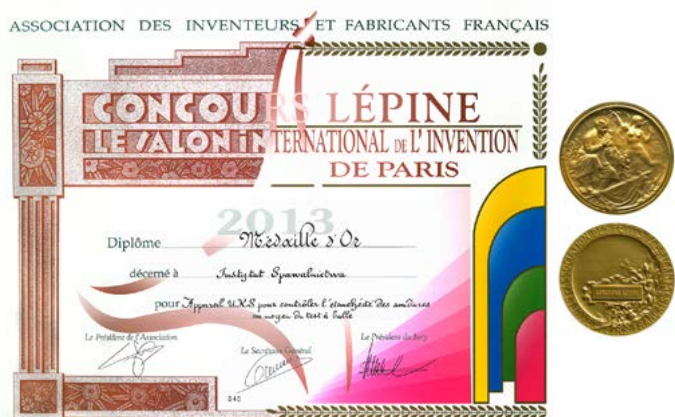 ASSOCIATION DES INVENTEURS ET FABRICANTS FRANÇAIS
CONCOURS LÉPINE
LE SALON INTERNATIONAL DE L'INVENTION
DE PARIS
2013
Diplôme Médaille d'Or
décerné à Instytut Spawalnictwa
pour Appareil UKS pour contrôler l'étanchéité des soudures
au moyen du test à bulle
Le Président de l'Association
Le Secrétaire Général
Le Président du Jury
040